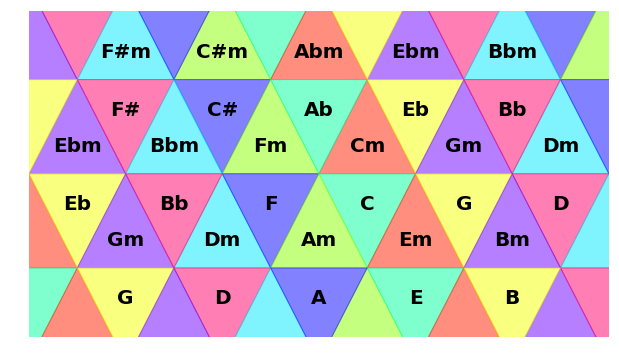 F#m C#m Abm Ebm Bbm
F# C# Ab Eb Bb
Ebm Bbm Fm Cm Gm Dm
Eb Bb F C G D
Gm Dm Am Em Bm
G D A E B